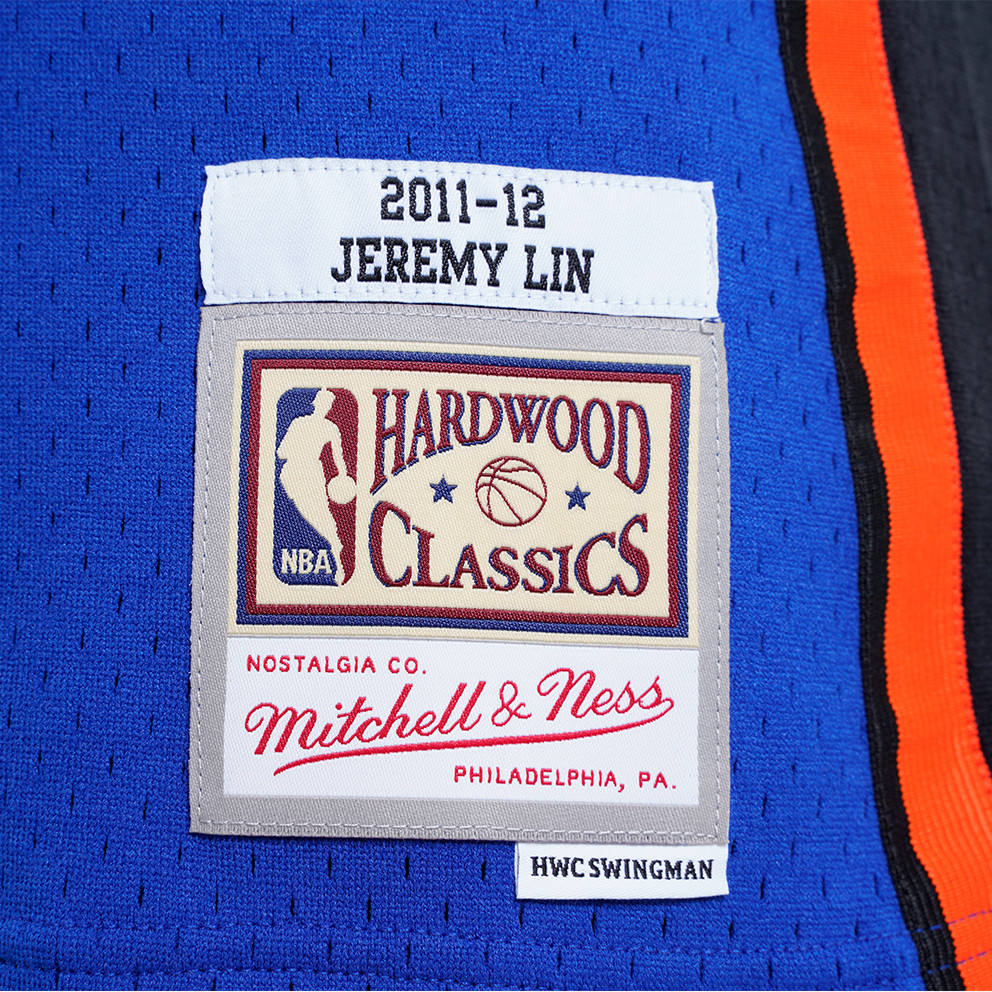 2011-12
JEREMY LIN
HARDWOOD
CLASSICS
NBA
NOSTALGIA CO.
Mitchell & Ness
PHILADELPHIA, PA.
HWC SWINGMAN